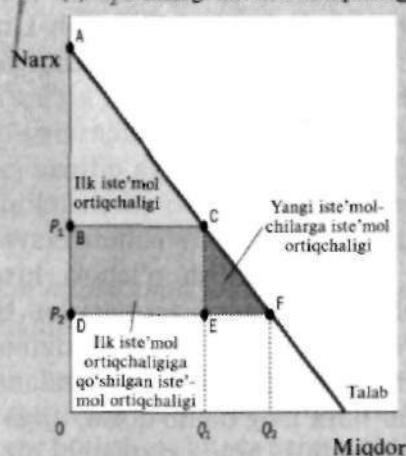 A
Narx
Ilk iste'mol
ortiqchaligi
Yangi iste'mol-
chilarga iste'mol
ortiqchaligi
P₁
B
C
P₂
D
E
F
Ilk iste'mol
ortiqchaligiga
qo'shilgan iste'-
mol ortiqchaligi
Talab
0
Q₁
Q₂
Miqdor